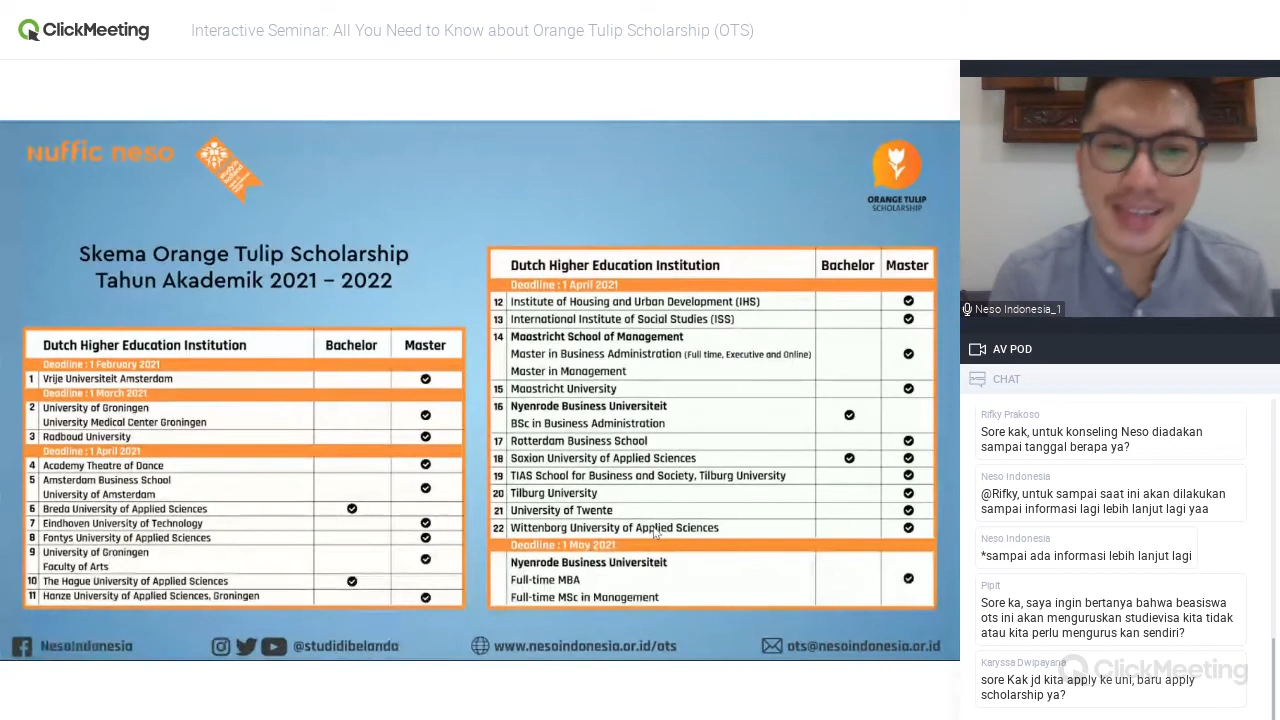 ClickMeeting
Interactive Seminar: All You Need to Know about Orange Tulip Scholarship (OTS)
nuffic neso
ORANGE TULIP
SCHOLARSHIP
Skema Orange Tulip Scholarship
Tahun Akademik 2021 – 2022
Dutch Higher Education Institution Bachelor Master
Deadline : 1 February 2021
1 Vrije Universiteit Amsterdam
Deadline : 1 March 2021
2 University of Groningen
University Medical Center Groningen
3 Radboud University
Deadline : 1 April 2021
4 Academy Theatre of Dance
5 Amsterdam Business School
University of Amsterdam
6 Breda University of Applied Sciences
7 Eindhoven University of Technology
8 Fontys University of Applied Sciences
9 University of Groningen
Faculty of Arts
10 The Hague University of Applied Sciences
11 Hanze University of Applied Sciences, Groningen
Dutch Higher Education Institution Bachelor Master
Deadline : 1 April 2021
12 Institute of Housing and Urban Development (IHS)
13 International Institute of Social Studies (ISS)
14 Maastricht School of Management
Master in Business Administration (Full time, Executive and Online)
Master in Management
15 Maastricht University
16 Nyenrode Business Universiteit
BSc in Business Administration
17 Rotterdam Business School
18 Saxion University of Applied Sciences
19 TIAS School for Business and Society, Tilburg University
20 Tilburg University
21 University of Twente
22 Wittenborg University of Applied Sciences
Deadline : 1 May 2021
Nyenrode Business Universiteit
Full-time MBA
Full-time MSc in Management
NesoIndonesia
@studidibelanda
www.nesoindonesia.or.id/ots
ots@nesoindonesia.or.id
Neso Indonesia_1
AV POD
CHAT
Rifky Prakoso
Sore kak, untuk konseling Neso diadakan
sampai tanggal berapa ya?
Neso Indonesia
@Rifky, untuk sampai saat ini akan dilakukan
sampai informasi lagi lebih lanjut lagi yaa
Neso Indonesia
*sampai ada informasi lebih lanjut lagi
Pipit
Sore ka, saya ingin bertanya bahwa beasiswa
ots ini akan menguruskan studievisa kita tidak
atau kita perlu mengurus kan sendiri?
Karyssa Dwipayana
sore Kak jd kita apply ke uni, baru apply
scholarship ya?
ClickMeeting